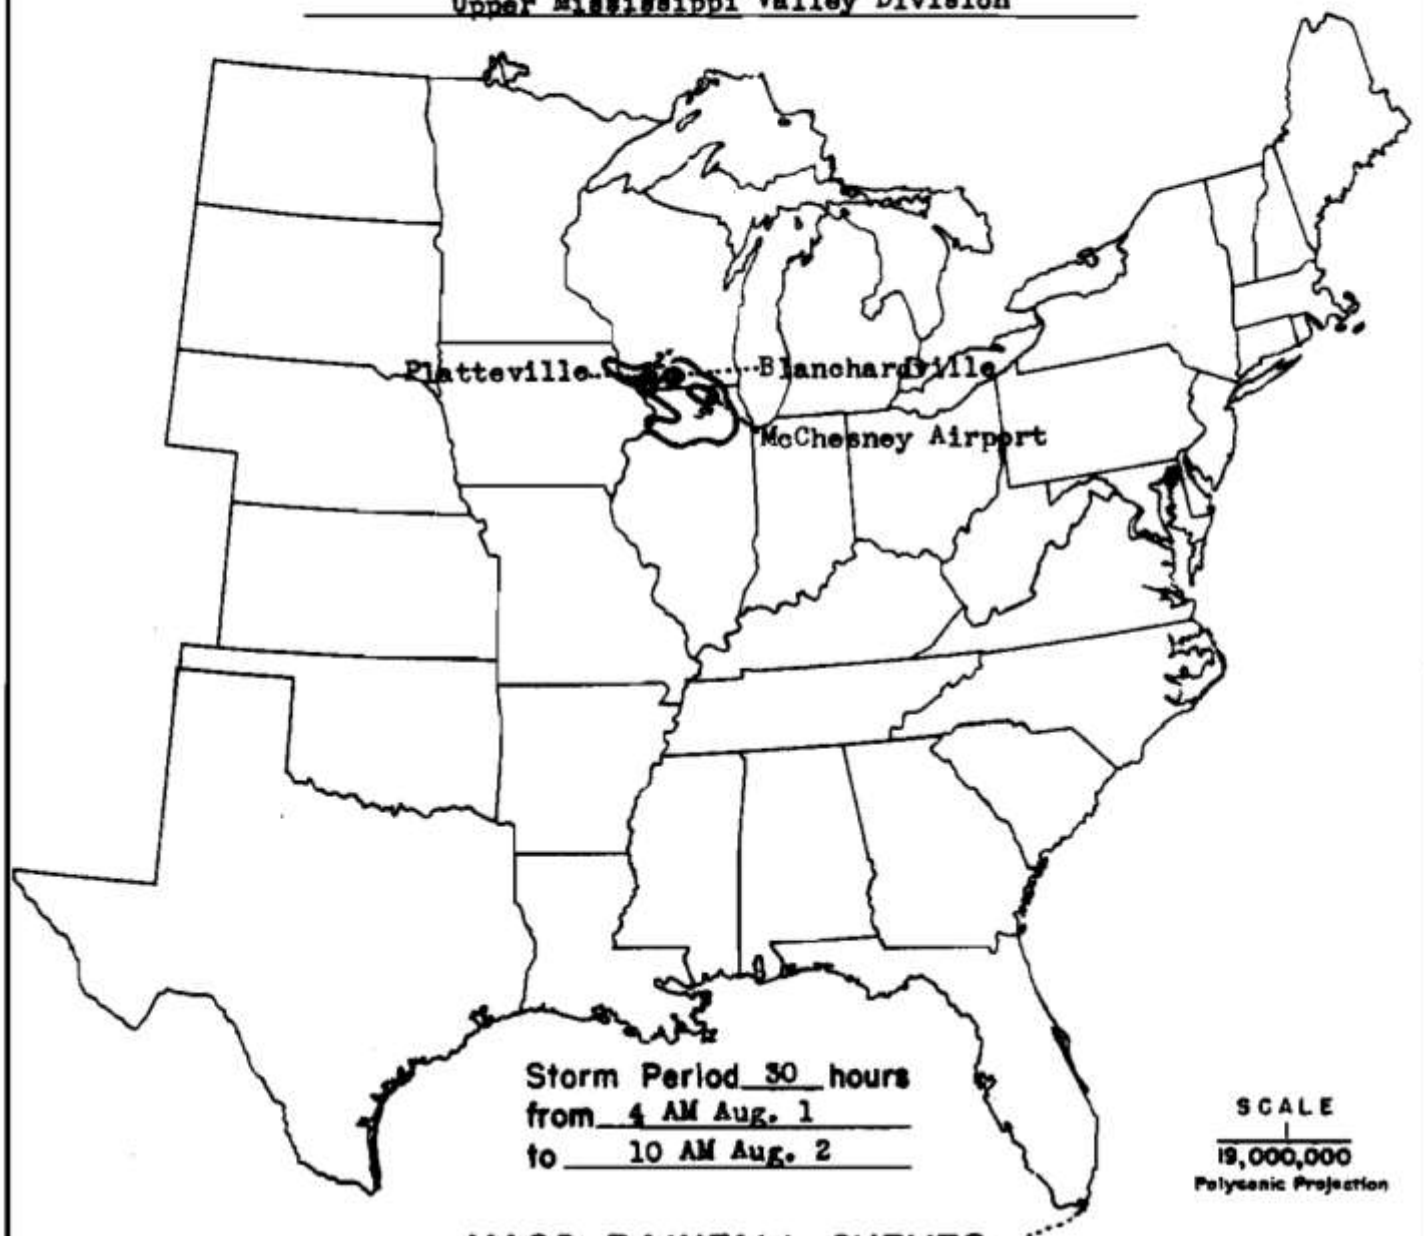 Upper Mississippi Valley Division
Platteville
Blanchardville
McChesney Airport
Storm Period 30 hours
from 4 AM Aug. 1
to 10 AM Aug. 2
SCALE
1
19,000,000
Polyconic Projection